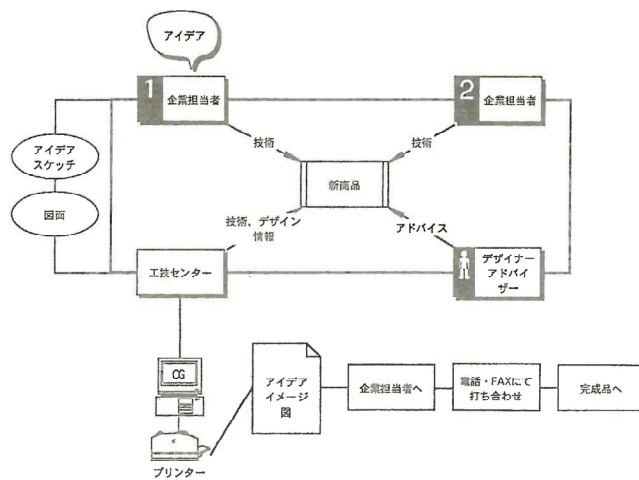 アイデア
1
企業担当者
2
企業担当者
アイデア
スケッチ
技術
技術
新商品
図面
技術、デザイン
情報
アドバイス
工技センター
デザイナー
アドバイ
ザー
CG
アイデア
イメージ
図
企業担当者へ
電話・FAXにて
打ち合わせ
完成品へ
プリンター